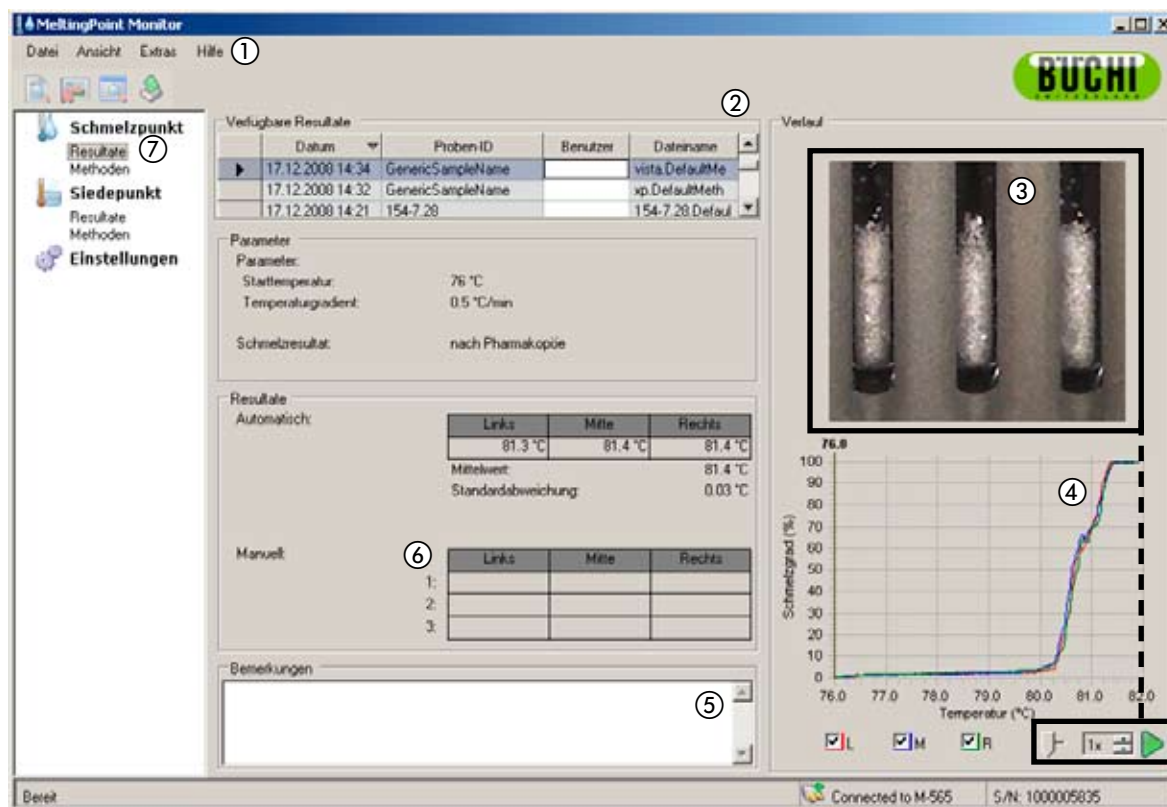 MeltingPoint Monitor
Datei Ansicht Extras Hilfe ①
BÜCHI
SWITZERLAND
Schmelzpunkt
Resultate ⑦
Methoden
Siedepunkt
Resultate
Methoden
Einstellungen
②
Verfügbare Resultate
Datum Proben-ID Benutzer Dateiname
17.12.2008 14:34 GenericSampleName vista.DefaultMe
17.12.2008 14:32 GenericSampleName xp.DefaultMeth
17.12.2008 14:21 154-7.28 154-7.28.Defaul
Parameter
Parameter:
Starttemperatur: 76 °C
Temperaturgradient: 0.5 °C/min
Schmelzresultat: nach Pharmakopöe
Resultate
Automatisch:
Links Mitte Rechts
81.3 °C 81.4 °C 81.4 °C
Mittelwert: 81.4 °C
Standardabweichung: 0.03 °C
Manuell: ⑥
Links Mitte Rechts
1:
2:
3:
Bemerkungen
⑤
Verlauf
③
76.0
④
Schmelzgrad (%)
100
90
80
70
60
50
40
30
20
10
0
76.0 77.0 78.0 79.0 80.0 81.0 82.0
Temperatur (°C)
L M R 1x
Bereit Connected to M-565 S/N: 1000005835